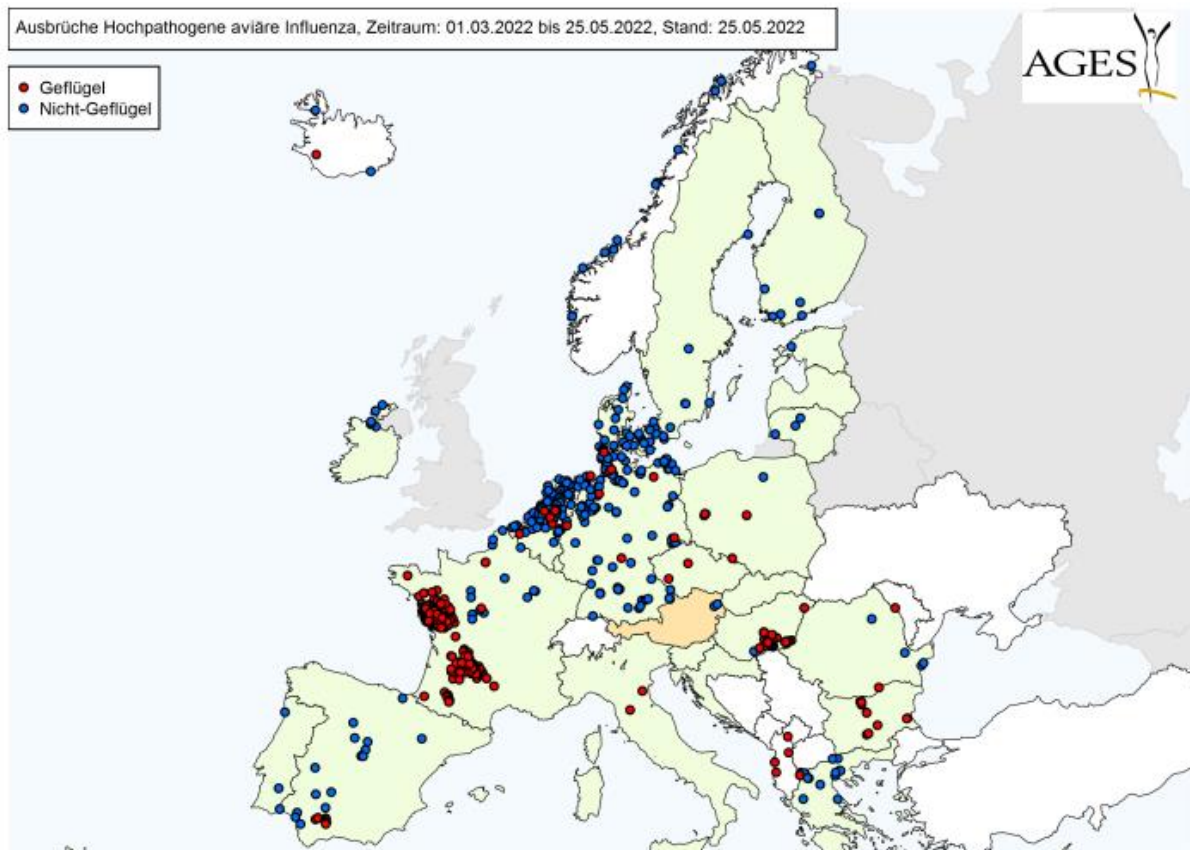 Ausbrüche Hochpathogene aviäre Influenza, Zeitraum: 01.03.2022 bis 25.05.2022, Stand: 25.05.2022
AGES
Geflügel
Nicht-Geflügel